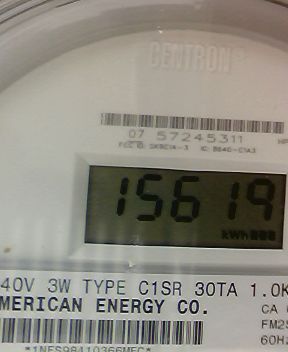 CENTRON
07 57245311
15619
kWh
40V 3W TYPE C1SR 30TA 1.0K
MERICAN ENERGY CO.
CA
FM2S
60HZ